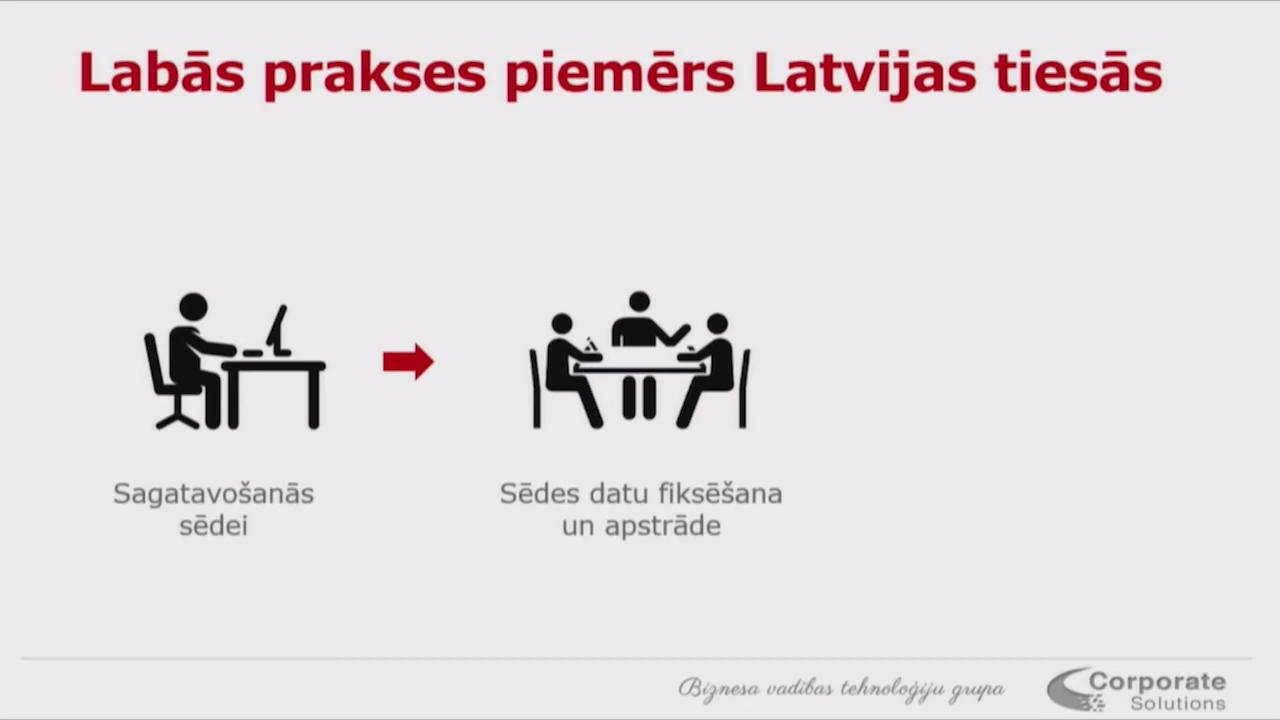 Labās prakses piemērs Latvijas tiesās
Sagatavošanās
sēdei
Sēdes datu fiksēšana
un apstrāde
Biznesa vadības tehnoloģiju grupa
Corporate
Solutions